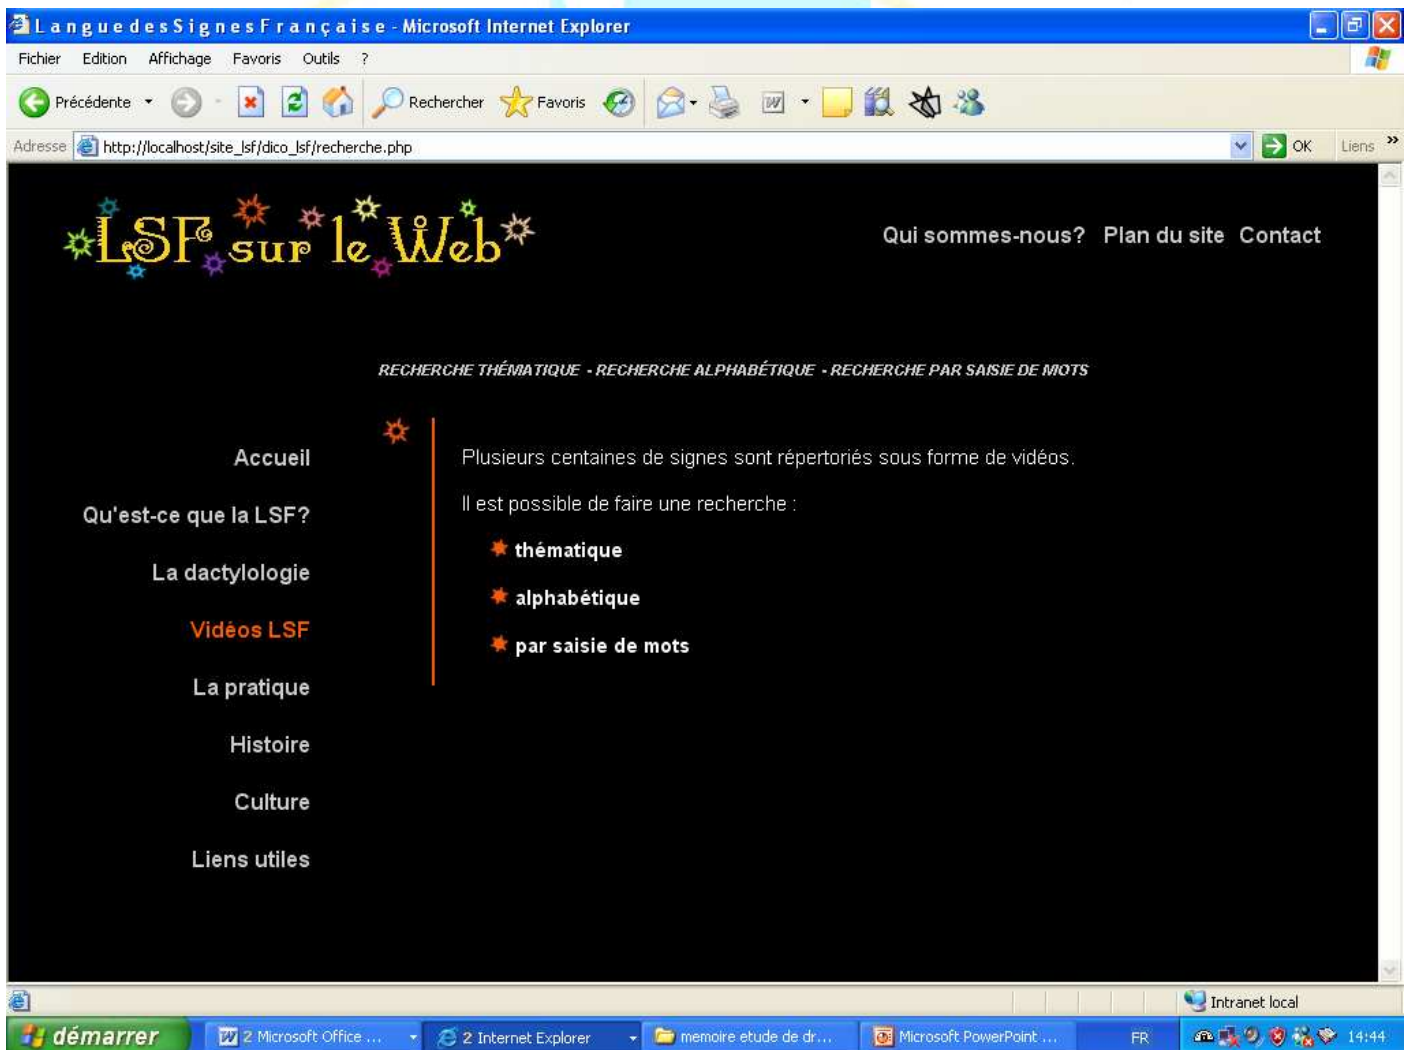 L a n g u e d e s S i g n e s F r a n ç a i s e - Microsoft Internet Explorer
Fichier Edition Affichage Favoris Outils ?
Précédente Rechercher Favoris
Adresse http://localhost/site_lsf/dico_lsf/recherche.php OK Liens »
LSF sur le Web
Qui sommes-nous? Plan du site Contact
RECHERCHE THÉMATIQUE - RECHERCHE ALPHABÉTIQUE - RECHERCHE PAR SAISIE DE MOTS
Accueil
Qu'est-ce que la LSF?
La dactylologie
Vidéos LSF
La pratique
Histoire
Culture
Liens utiles
Plusieurs centaines de signes sont répertoriés sous forme de vidéos.
Il est possible de faire une recherche :
thématique
alphabétique
par saisie de mots
Intranet local
démarrer 2 Microsoft Office ... 2 Internet Explorer memoire etude de dr... Microsoft PowerPoint ... FR 14:44